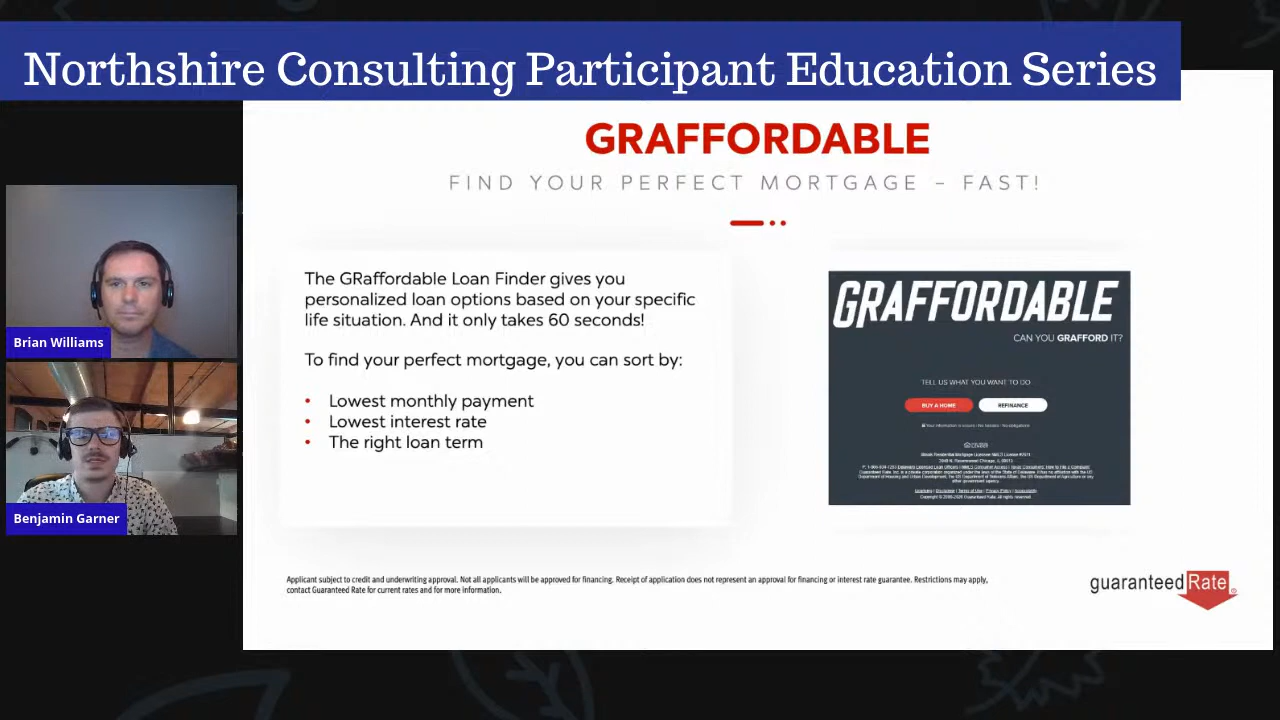 Northshire Consulting Participant Education Series
GRAFFORDABLE
FIND YOUR PERFECT MORTGAGE – FAST!
Brian Williams
Benjamin Garner
The GRaffordable Loan Finder gives you
personalized loan options based on your specific
life situation. And it only takes 60 seconds!
To find your perfect mortgage, you can sort by:
• Lowest monthly payment
• Lowest interest rate
• The right loan term
GRAFFORDABLE
CAN YOU GRAFFORD IT?
TELL US WHAT YOU WANT TO DO
BUY A HOME
REFINANCE
Applicant subject to credit and underwriting approval. Not all applicants will be approved for financing. Receipt of application does not represent an approval for financing or interest rate guarantee. Restrictions may apply,
contact Guaranteed Rate for current rates and for more information.
guaranteedRate